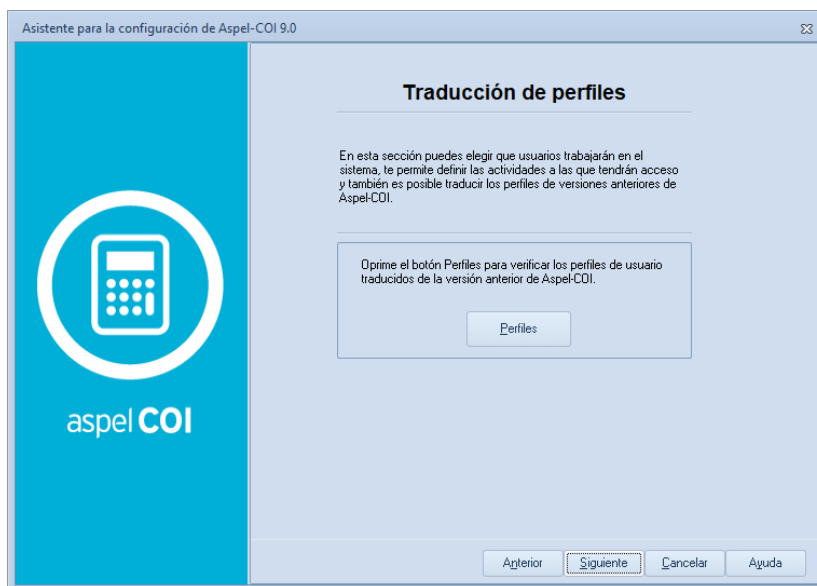 Asistente para la configuración de Aspel-COI 9.0
Traducción de perfiles
En esta sección puedes elegir que usuarios trabajarán en el
sistema, te permite definir las actividades a las que tendrán acceso
y también es posible traducir los perfiles de versiones anteriores de
Aspel-COI.
Oprime el botón Perfiles para verificar los perfiles de usuario
traducidos de la versión anterior de Aspel-COI.
Perfiles
aspel COI
Anterior Siguiente Cancelar Ayuda